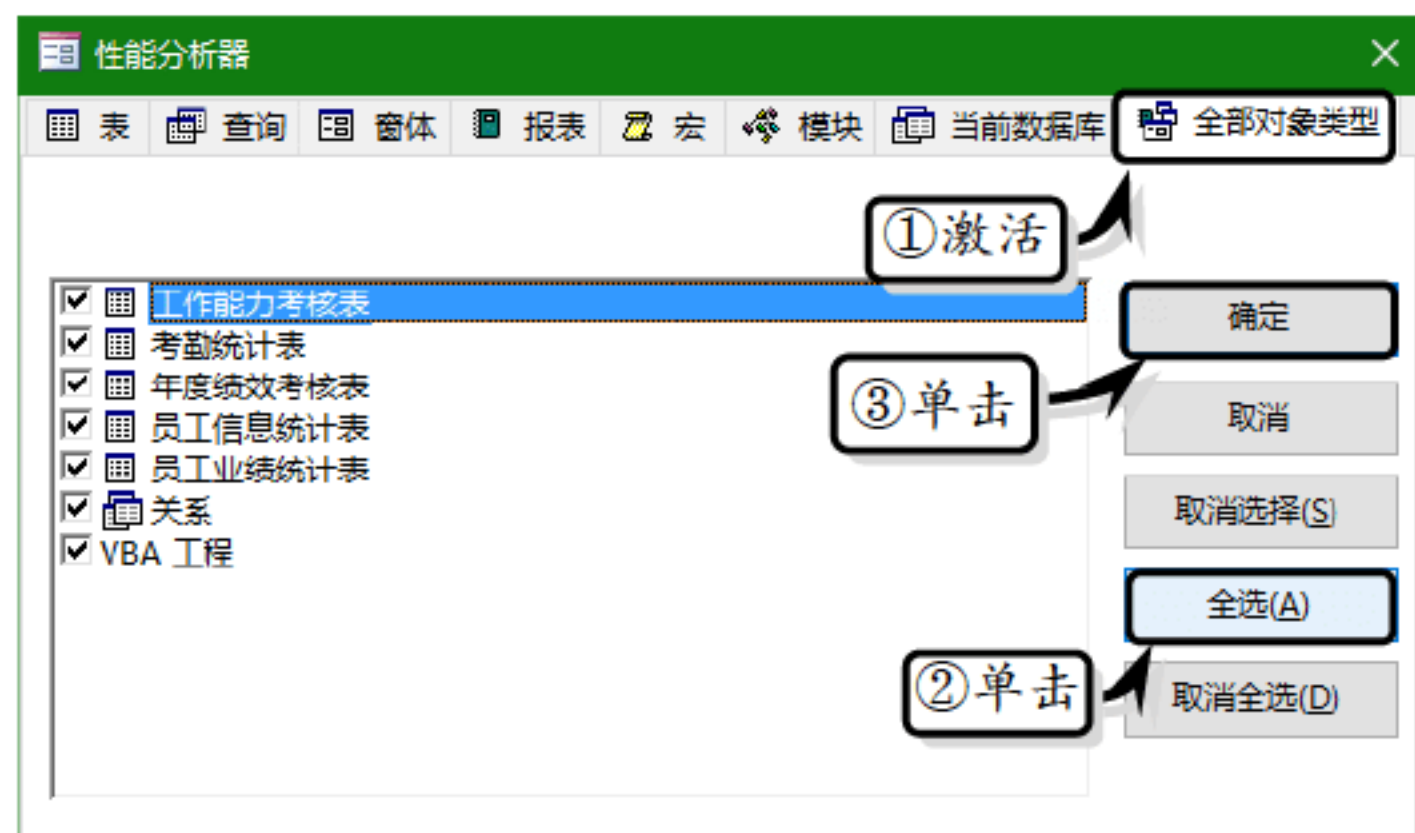 性能分析器
表 查询 窗体 报表 宏 模块 当前数据库 全部对象类型
①激活
工作能力考核表
考勤统计表
年度绩效考核表
员工信息统计表
员工业绩统计表
关系
VBA 工程
确定
③单击
取消
取消选择(S)
全选(A)
②单击
取消全选(D)